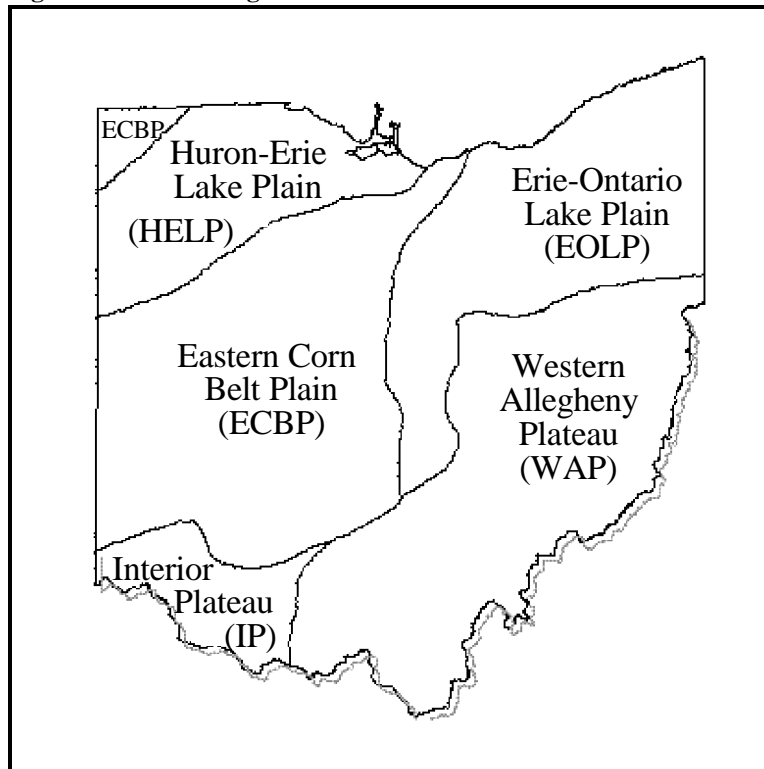 ECBP
Huron-Erie
Lake Plain
(HELP)
Erie-Ontario
Lake Plain
(EOLP)
Eastern Corn
Belt Plain
(ECBP)
Western
Allegheny
Plateau
(WAP)
Interior
Plateau
(IP)